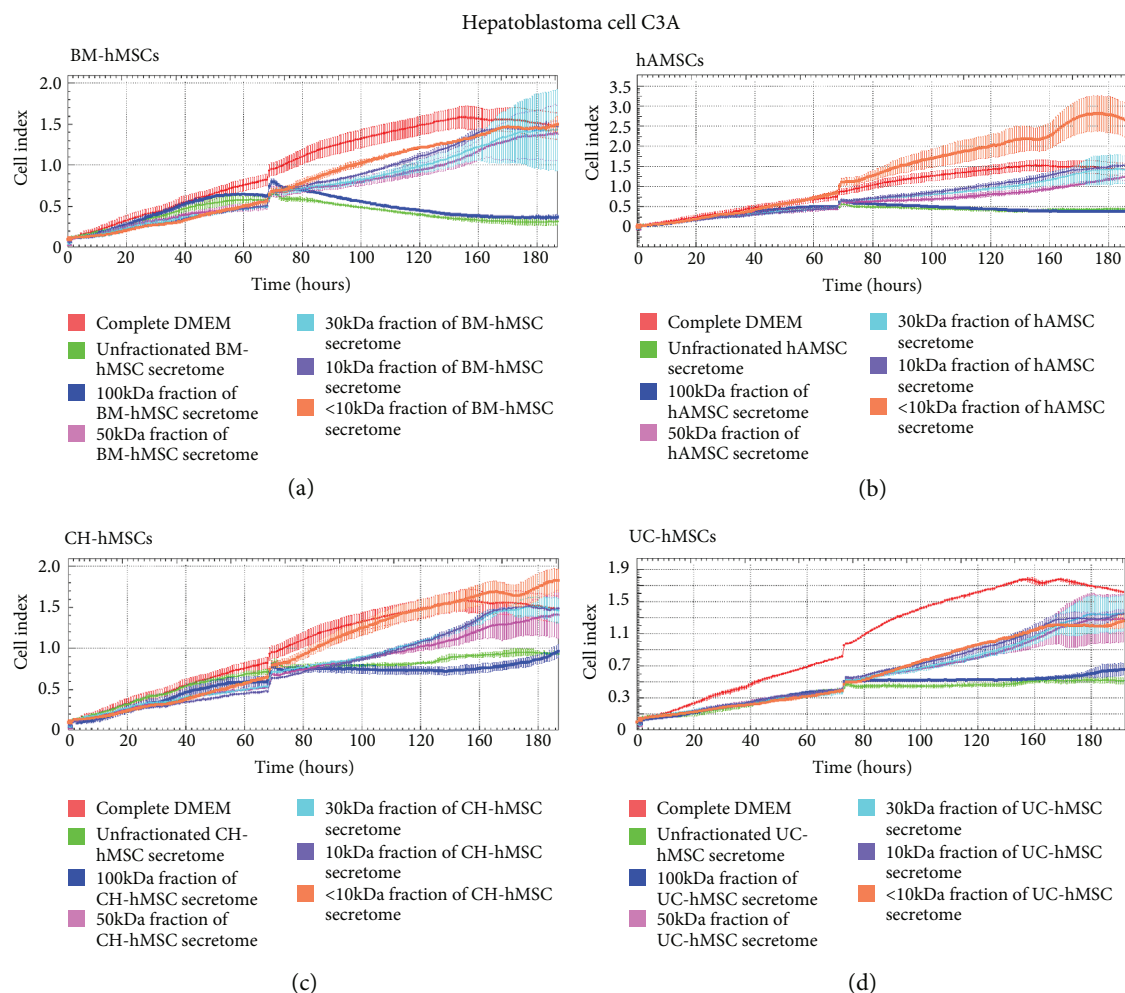 Hepatoblastoma cell C3A
BM-hMSCs
2.0
1.5
1.0
0.5
0
Cell index
0 20 40 60 80 100 120 140 160 180
Time (hours)
Complete DMEM
Unfractionated BM-
hMSC secretome
100kDa fraction of
BM-hMSC secretome
50kDa fraction of
BM-hMSC secretome
30kDa fraction of BM-hMSC
secretome
10kDa fraction of BM-hMSC
secretome
<10kDa fraction of BM-hMSC
secretome
(a)
hAMSCs
3.5
3.0
2.5
2.0
1.5
1.0
0.5
0
Cell index
0 20 40 60 80 100 120 140 160 180
Time (hours)
Complete DMEM
Unfractionated hAMSC
secretome
100kDa fraction of
hAMSC secretome
50kDa fraction of
hAMSC secretome
30kDa fraction of hAMSC
secretome
10kDa fraction of hAMSC
secretome
<10kDa fraction of hAMSC
secretome
(b)
CH-hMSCs
2.0
1.5
1.0
0.5
0
Cell index
0 20 40 60 80 100 120 140 160 180
Time (hours)
Complete DMEM
Unfractionated CH-
hMSC secretome
100kDa fraction of
CH-hMSC secretome
50kDa fraction of
CH-hMSC secretome
30kDa fraction of CH-hMSC
secretome
10kDa fraction of CH-hMSC
secretome
<10kDa fraction of CH-hMSC
secretome
(c)
UC-hMSCs
1.9
1.5
1.1
0.7
0.3
0
Cell index
0 20 40 60 80 100 120 140 160 180
Time (hours)
Complete DMEM
Unfractionated UC-
hMSC secretome
100kDa fraction of
UC-hMSC secretome
50kDa fraction of
UC-hMSC secretome
30kDa fraction of UC-hMSC
secretome
10kDa fraction of UC-hMSC
secretome
<10kDa fraction of UC-hMSC
secretome
(d)